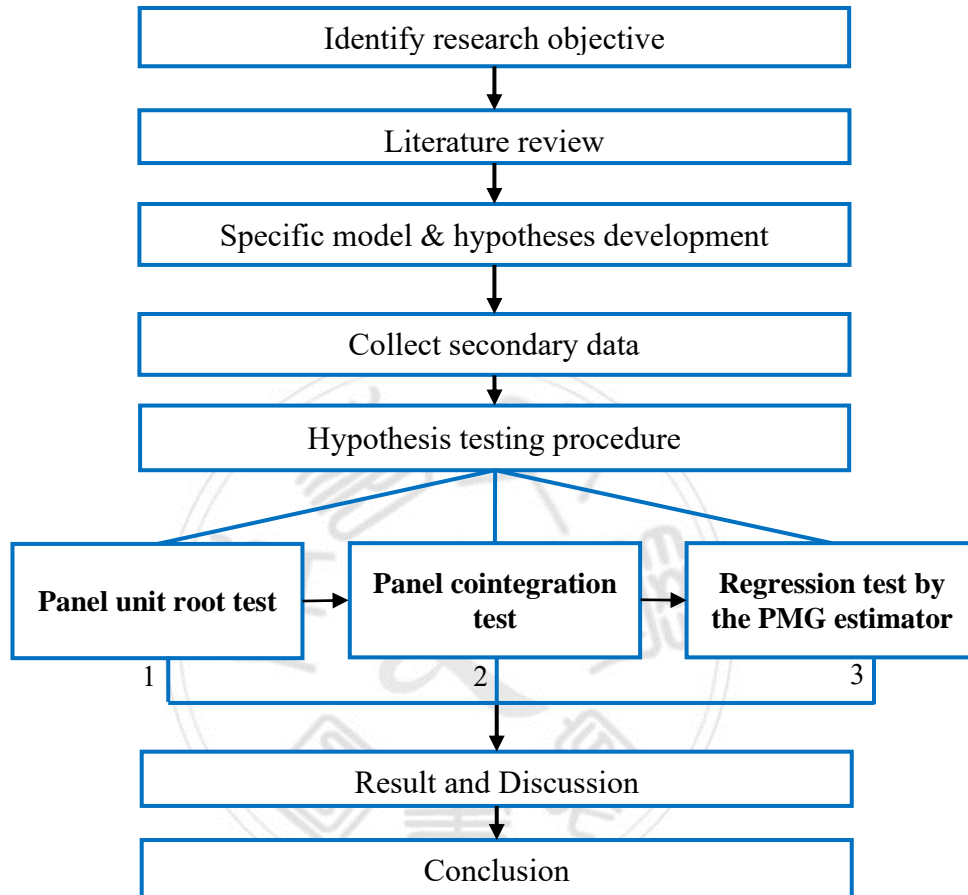 Identify research objective
Literature review
Specific model & hypotheses development
Collect secondary data
Hypothesis testing procedure
Panel unit root test
Panel cointegration
test
Regression test by
the PMG estimator
1
2
3
Result and Discussion
Conclusion